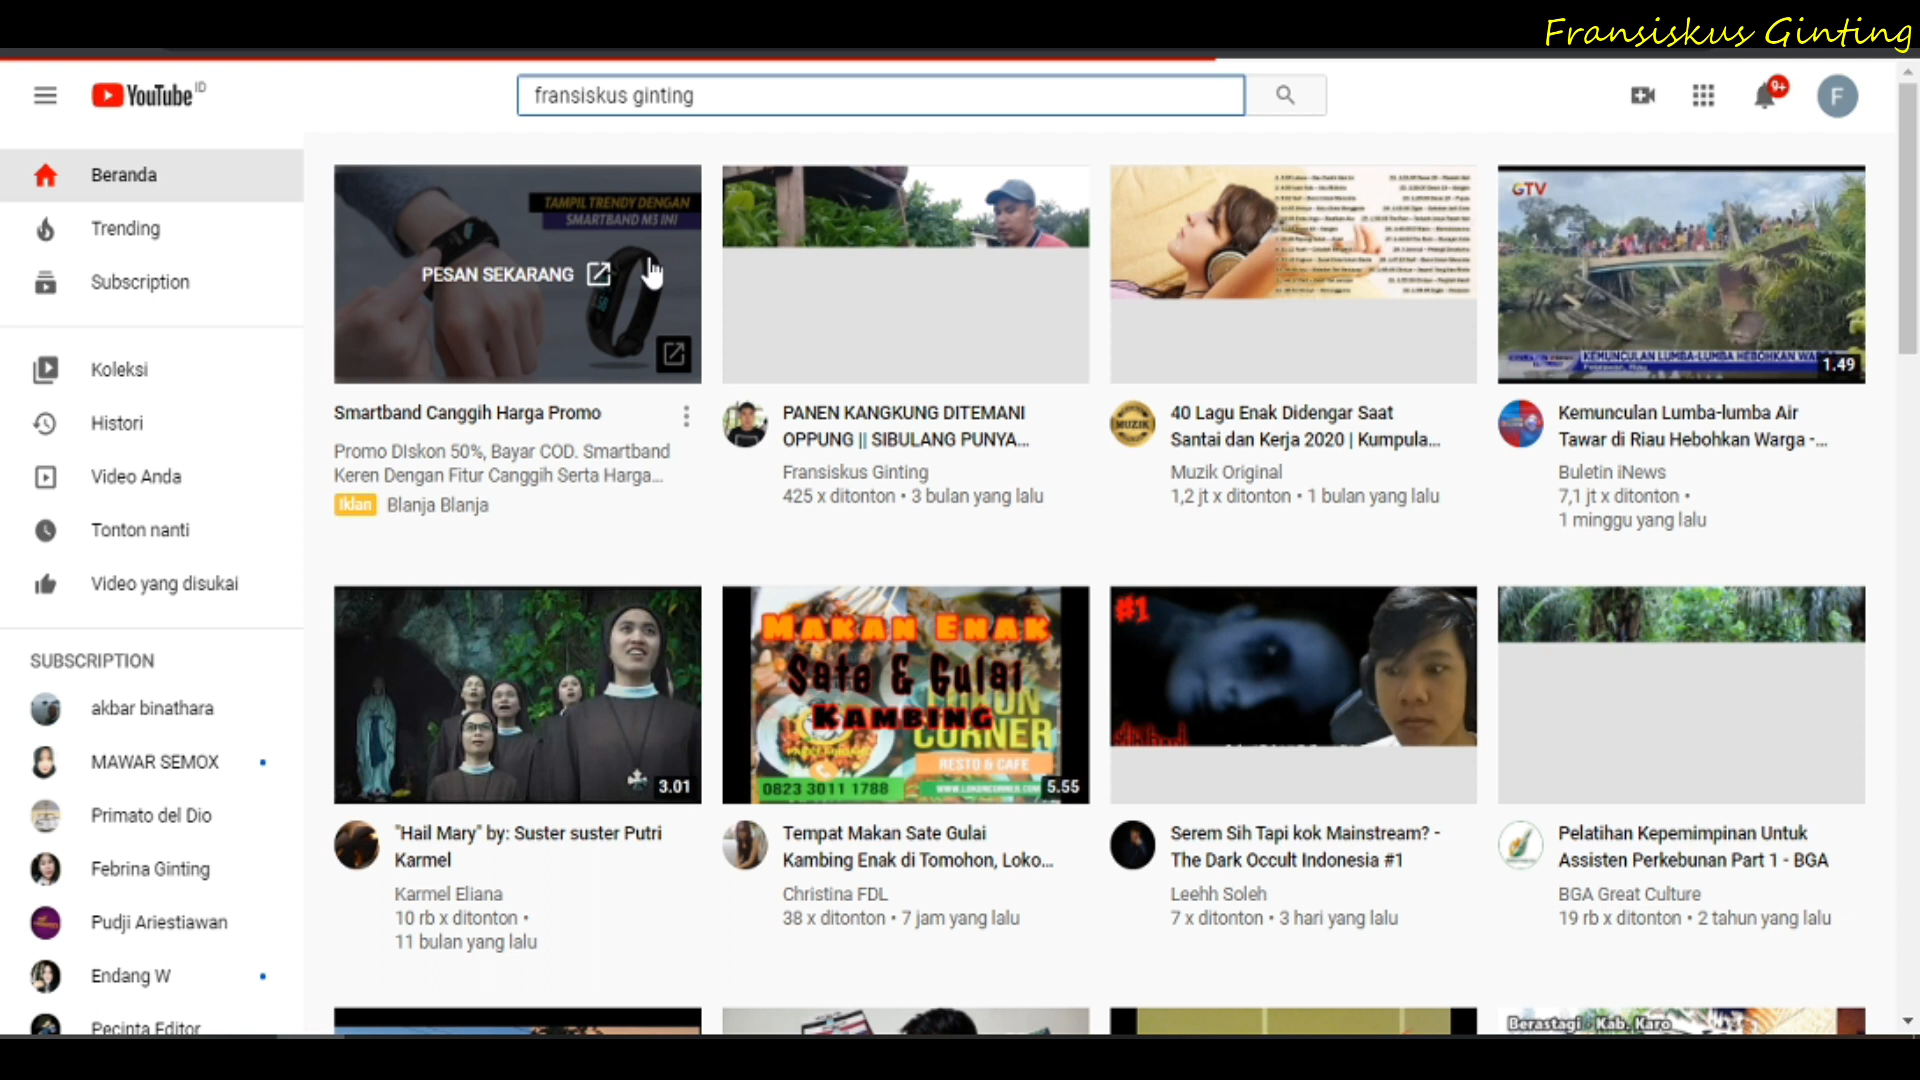 Fransiskus Ginting
YouTube ID
fransiskus ginting
9+
F
Beranda
Trending
Subscription
Koleksi
Histori
Video Anda
Tonton nanti
Video yang disukai
SUBSCRIPTION
akbar binathara
MAWAR SEMOX
Primato del Dio
Febrina Ginting
Pudji Ariestiawan
Endang W
Pecinta Editor
TAMPIL TRENDY DENGAN
SMARTBAND M3 INI
PESAN SEKARANG
Smartband Canggih Harga Promo
Promo DIskon 50%, Bayar COD. Smartband
Keren Dengan Fitur Canggih Serta Harga...
Iklan Blanja Blanja
PANEN KANGKUNG DITEMANI
OPPUNG || SIBULANG PUNYA...
Fransiskus Ginting
425 x ditonton • 3 bulan yang lalu
MUZIK
40 Lagu Enak Didengar Saat
Santai dan Kerja 2020 | Kumpula...
Muzik Original
1,2 jt x ditonton • 1 bulan yang lalu
GTV
KEMUNCULAN LUMBA-LUMBA HEBOHKAN WARGA
1.49
Kemunculan Lumba-lumba Air
Tawar di Riau Hebohkan Warga -...
Buletin iNews
7,1 jt x ditonton •
1 minggu yang lalu
3.01
"Hail Mary" by: Suster suster Putri
Karmel
Karmel Eliana
10 rb x ditonton •
11 bulan yang lalu
Makan Enak
Sate & Gulai
Kambing
CORNER
RESTO & CAFE
0823 3011 1788
5.55
Tempat Makan Sate Gulai
Kambing Enak di Tomohon, Loko...
Christina FDL
38 x ditonton • 7 jam yang lalu
#1
Serem Sih Tapi kok Mainstream? -
The Dark Occult Indonesia #1
Leehh Soleh
7 x ditonton • 3 hari yang lalu
Pelatihan Kepemimpinan Untuk
Assisten Perkebunan Part 1 - BGA
BGA Great Culture
19 rb x ditonton • 2 tahun yang lalu
Berastagi - Kab. Karo